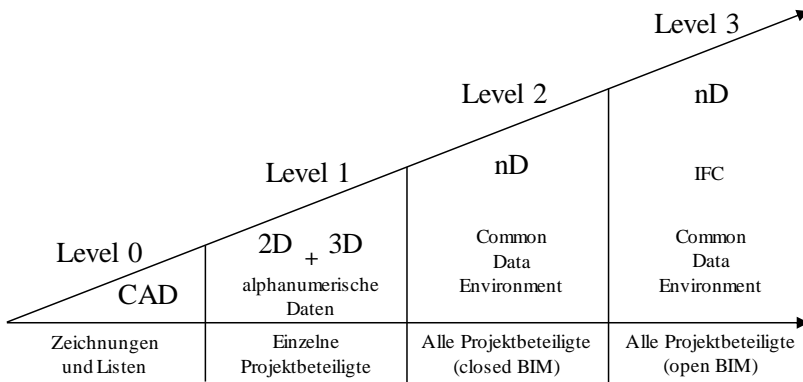 Level 3
Level 2
nD
Level 1
nD
IFC
Level 0
2D + 3D
Common
Data
Environment
Common
Data
Environment
CAD
alphanumerische
Daten
Zeichnungen
und Listen
Einzelne
Projektbeteiligte
Alle Projektbeteiligte
(closed BIM)
Alle Projektbeteiligte
(open BIM)